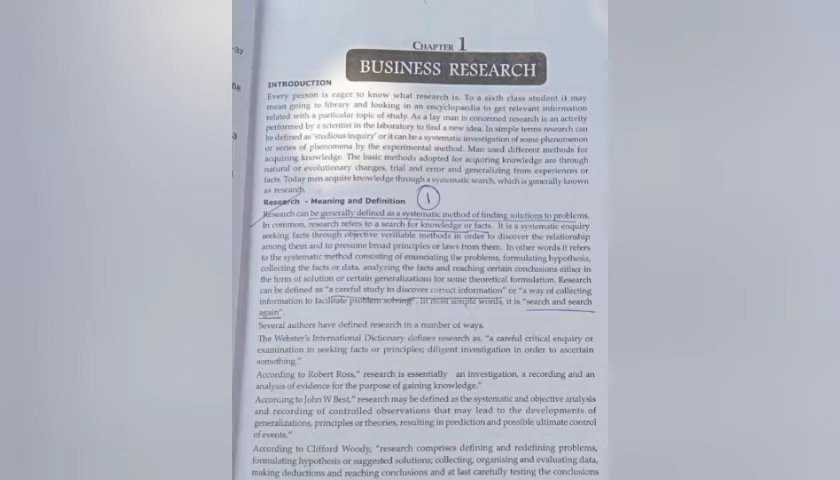 CHAPTER 1
BUSINESS RESEARCH
INTRODUCTION
Every person is eager to know what research is. To a sixth class student it may
mean going to library and looking in an encyclopaedia to get relevant information
related with a particular topic of study. As a lay man is concerned research is an activity
performed by a scientist in the laboratory to find a new idea. In simple terms research can
be defined as 'studious inquiry' or it can be a systematic investigation of some phenomenon
or series of phenomena by the experimental method. Man used different methods for
acquiring knowledge. The basic methods adopted for acquiring knowledge are through
natural or evolutionary changes, trial and error and generalizing from experiences or
facts. Today men acquire knowledge through a systematic search, which is generally known
as research.
Research - Meaning and Definition
1
Research can be generally defined as a systematic method of finding solutions to problems.
In common, research refers to a search for knowledge or facts. It is a systematic enquiry
seeking facts through objective verifiable methods in order to discover the relationship
among them and to presume broad principles or laws from them. In other words it refers
to the systematic method consisting of enunciating the problems, formulating hypothesis,
collecting the facts or data, analyzing the facts and reaching certain conclusions either in
the form of solution or certain generalizations for some theoretical formulation. Research
can be defined as "a careful study to discover correct information" or "a way of collecting
information to facilitate problem solving". In most simple words, it is "search and search
again".
Several authors have defined research in a number of ways.
The Webster's International Dictionary defines research as, "a careful critical enquiry or
examination in seeking facts or principles; diligent investigation in order to ascertain
something."
According to Robert Ross," research is essentially an investigation, a recording and an
analysis of evidence for the purpose of gaining knowledge."
According to John W Best," research may be defined as the systematic and objective analysis
and recording of controlled observations that may lead to the developments of
generalizations, principles or theories, resulting in prediction and possible ultimate control
of events."
According to Clifford Woody, "research comprises defining and redefining problems,
formulating hypothesis or suggested solutions; collecting, organising and evaluating data,
making deductions and reaching conclusions and at last carefully testing the conclusions